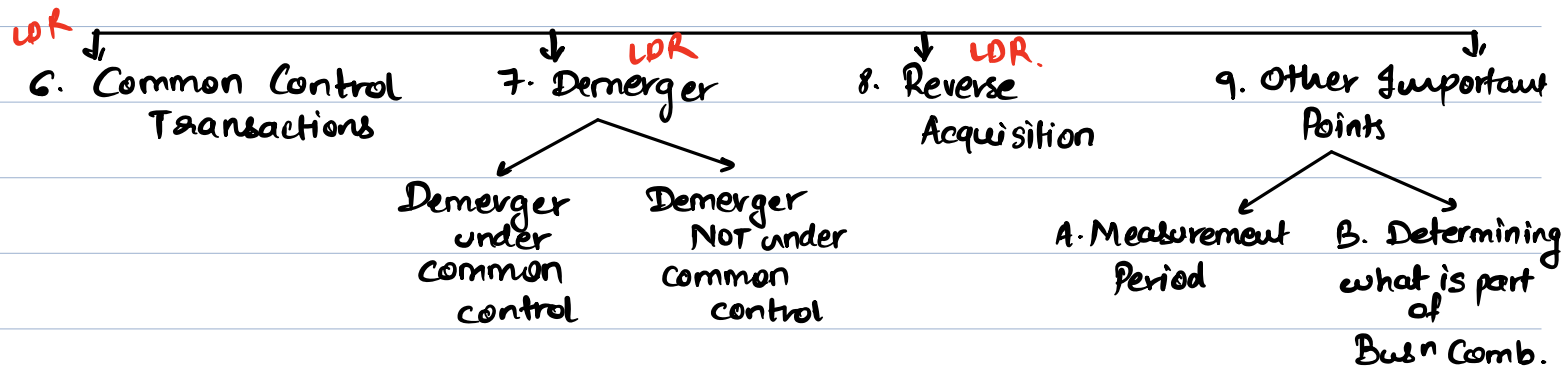 LDR
6. Common Control
Transactions
7. Demerger
LDR
Demerger
under
common
control
Demerger
NOT under
common
control
8. Reverse
Acquisition
LDR.
9. Other Important
Points
A. Measurement
Period
B. Determining
what is part
of
Busn Comb.